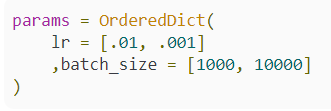 params = OrderedDict(
    lr = [.01, .001]
    ,batch_size = [1000, 10000]
)